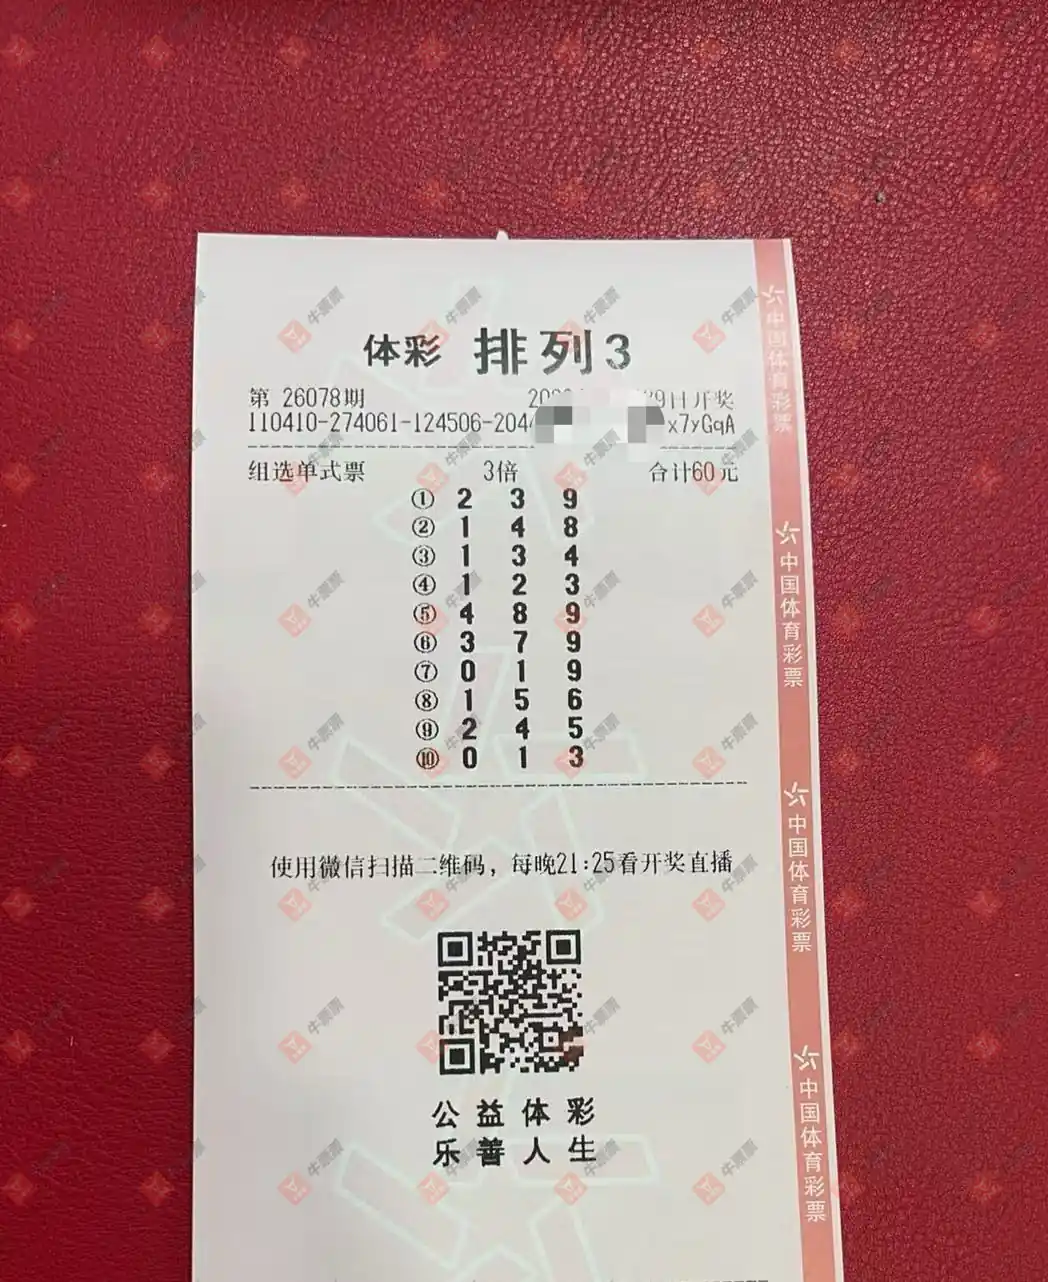 体彩 排列3
第 26078期 29日开奖
110410-274061-124506-204 x7yGqA
组选单式票 3倍 合计60元
① 2 3 9
② 1 4 8
③ 1 3 4
④ 1 2 3
⑤ 4 8 9
⑥ 3 7 9
⑦ 0 1 9
⑧ 1 5 6
⑨ 2 4 5
⑩ 0 1 3
使用微信扫描二维码，每晚21:25看开奖直播
公益体彩
乐善人生
中国体育彩票
中国体育彩票
中国体育彩票
中国体育彩票
牛票票